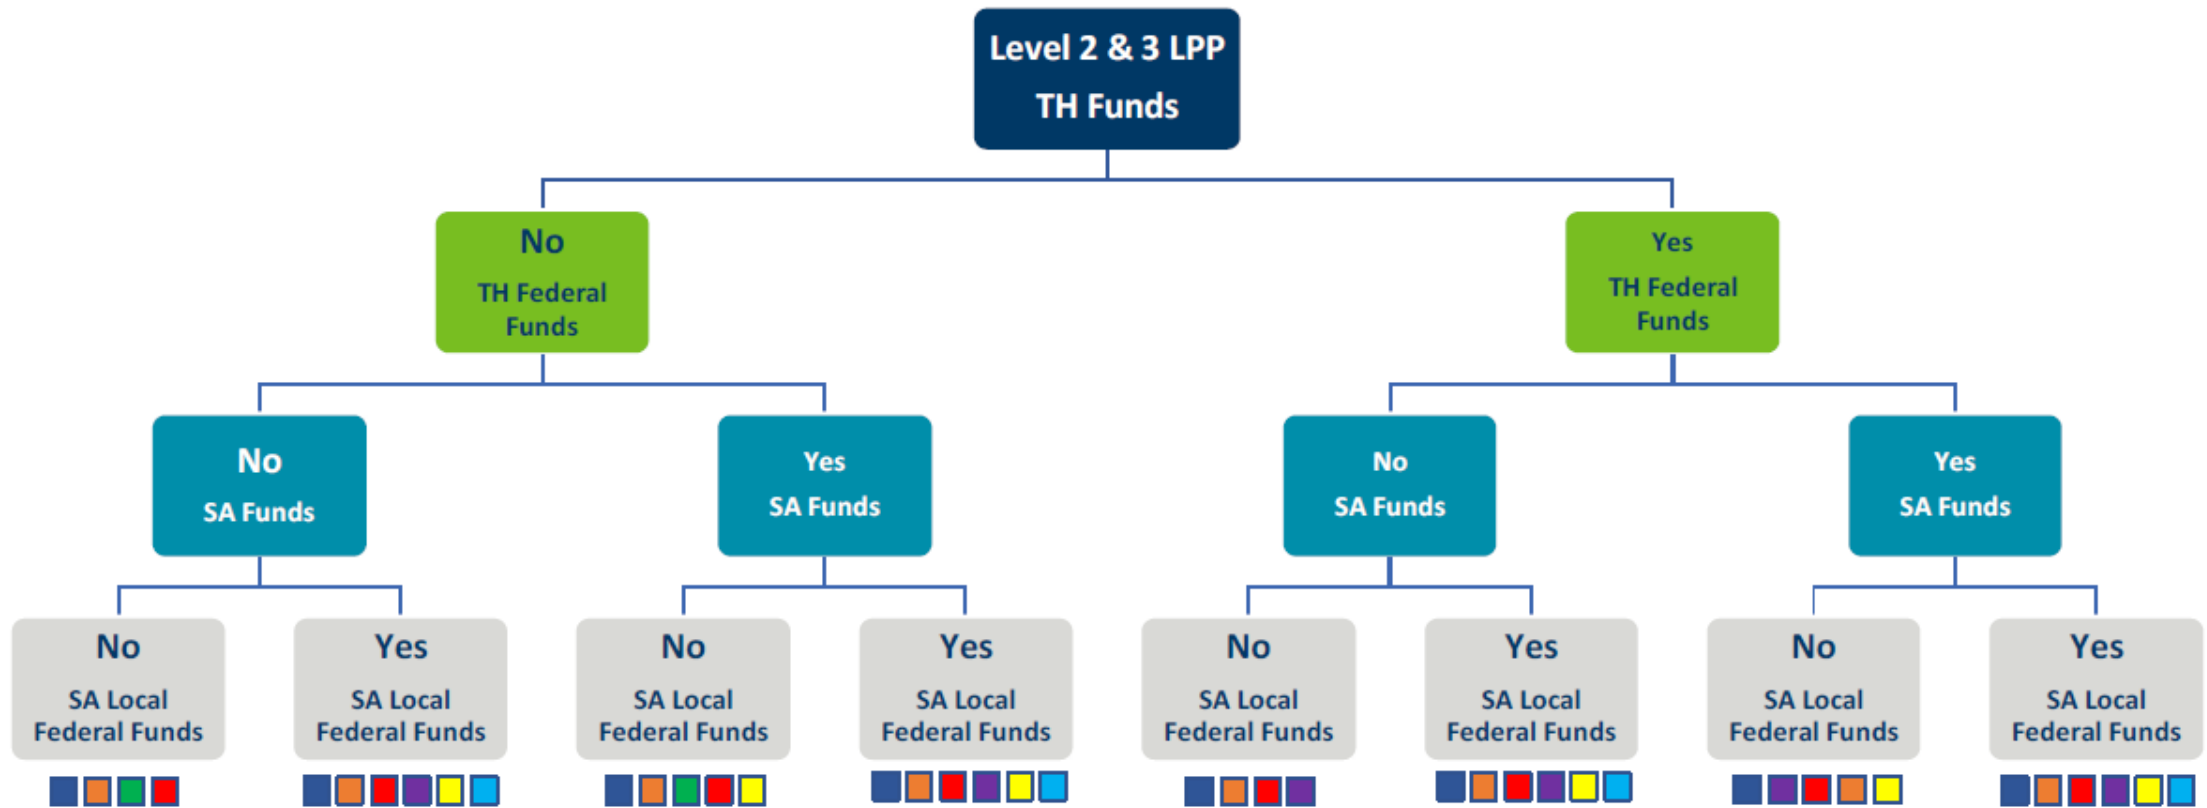 Level 2 & 3 LPP
TH Funds
No
TH Federal
Funds
Yes
TH Federal
Funds
No
SA Funds
Yes
SA Funds
No
SA Funds
Yes
SA Funds
No
SA Local
Federal Funds
Yes
SA Local
Federal Funds
No
SA Local
Federal Funds
Yes
SA Local
Federal Funds
No
SA Local
Federal Funds
Yes
SA Local
Federal Funds
No
SA Local
Federal Funds
Yes
SA Local
Federal Funds